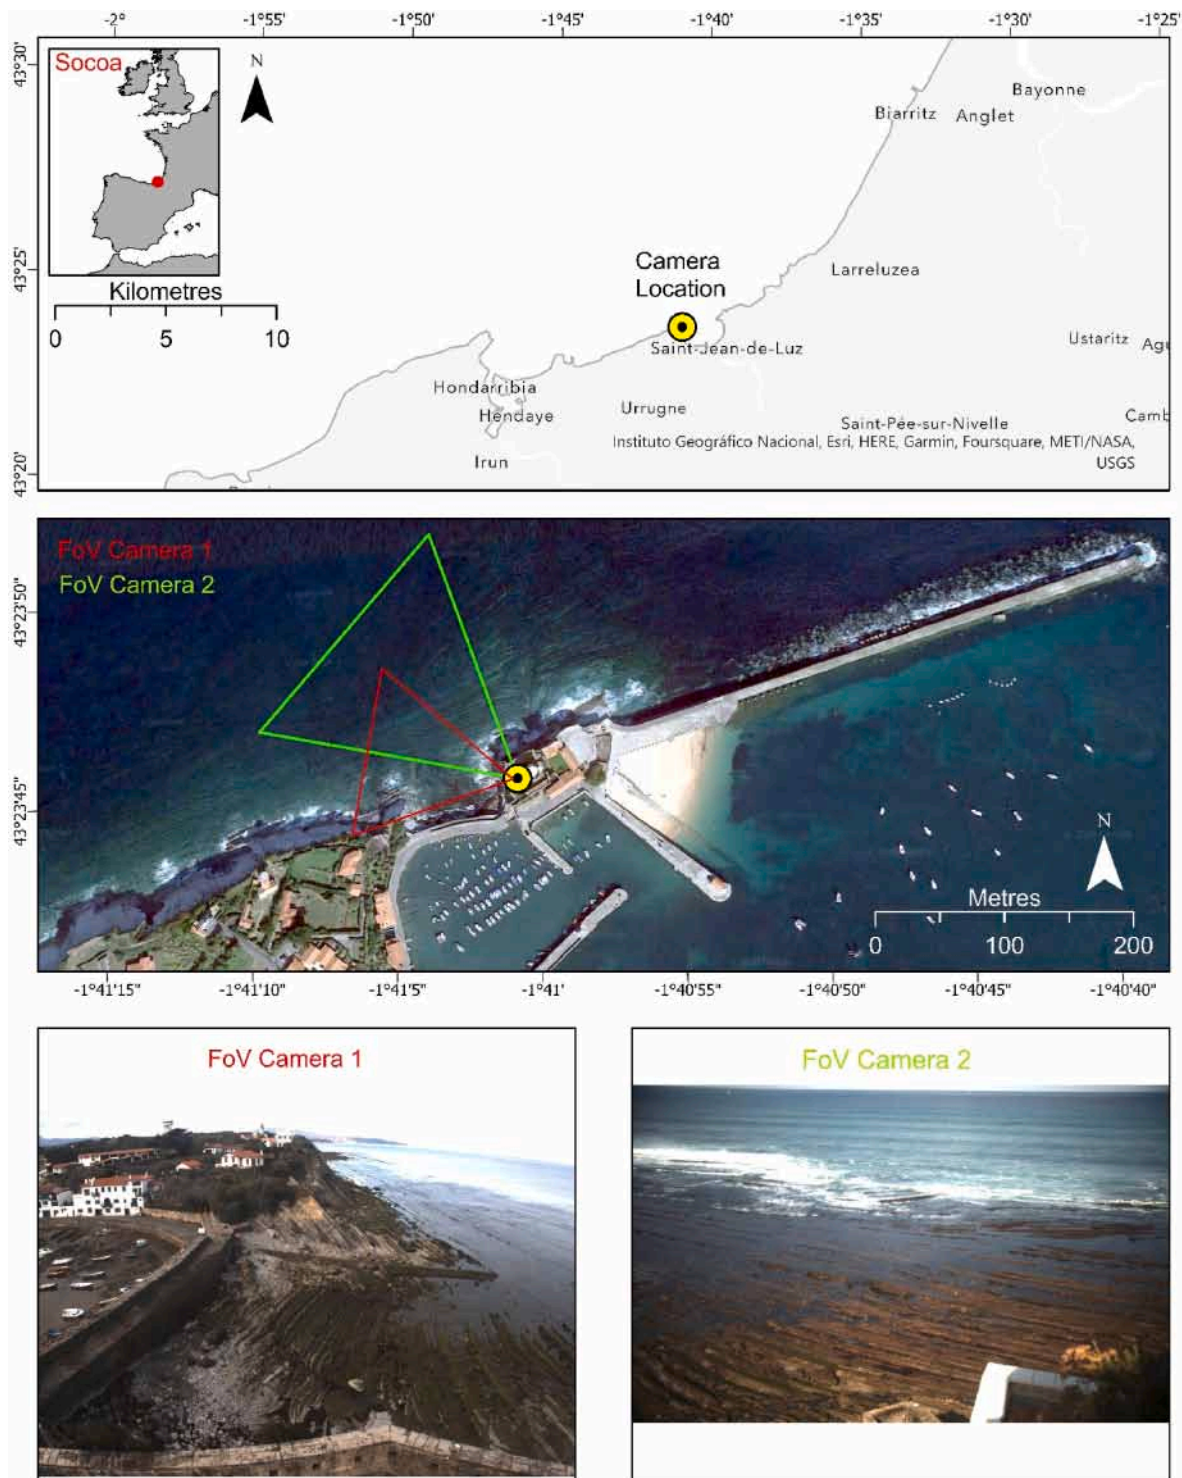 -2° -1°55' -1°50' -1°45' -1°40' -1°35' -1°30' -1°25'
43°30'
Socoa
N
Bayonne
Biarritz Anglet
43°25'
Camera
Location
Larreluzea
Kilometres
0 5 10
Saint-Jean-de-Luz
Ustaritz Agu
Hondarribia
Hendaye
Urrugne
Saint-Pée-sur-Nivelle
Camb
Instituto Geográfico Nacional, Esri, HERE, Garmin, Foursquare, METI/NASA,
USGS
Irun
43°20'
FoV Camera 1
FoV Camera 2
43°23'50"
43°23'45"
N
Metres
0 100 200
-1°41'15" -1°41'10" -1°41'5" -1°41' -1°40'55" -1°40'50" -1°40'45" -1°40'40"
FoV Camera 1
FoV Camera 2